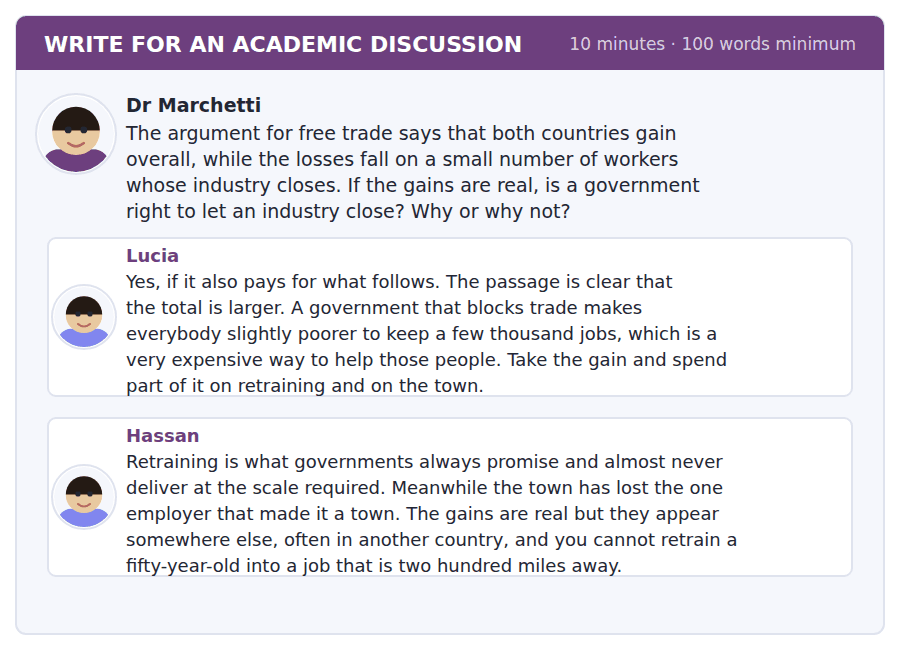 WRITE FOR AN ACADEMIC DISCUSSION
10 minutes · 100 words minimum
Dr Marchetti
The argument for free trade says that both countries gain
overall, while the losses fall on a small number of workers
whose industry closes. If the gains are real, is a government
right to let an industry close? Why or why not?
Lucia
Yes, if it also pays for what follows. The passage is clear that
the total is larger. A government that blocks trade makes
everybody slightly poorer to keep a few thousand jobs, which is a
very expensive way to help those people. Take the gain and spend
part of it on retraining and on the town.
Hassan
Retraining is what governments always promise and almost never
deliver at the scale required. Meanwhile the town has lost the one
employer that made it a town. The gains are real but they appear
somewhere else, often in another country, and you cannot retrain a
fifty-year-old into a job that is two hundred miles away.